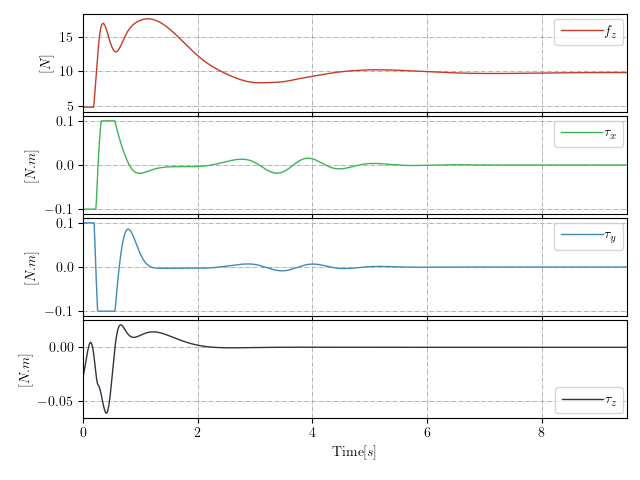 15
10
5
[N]
f_z
0.1
0.0
−0.1
[N.m]
τ_x
0.1
0.0
−0.1
[N.m]
τ_y
0.00
−0.05
[N.m]
τ_z
0 2 4 6 8
Time[s]